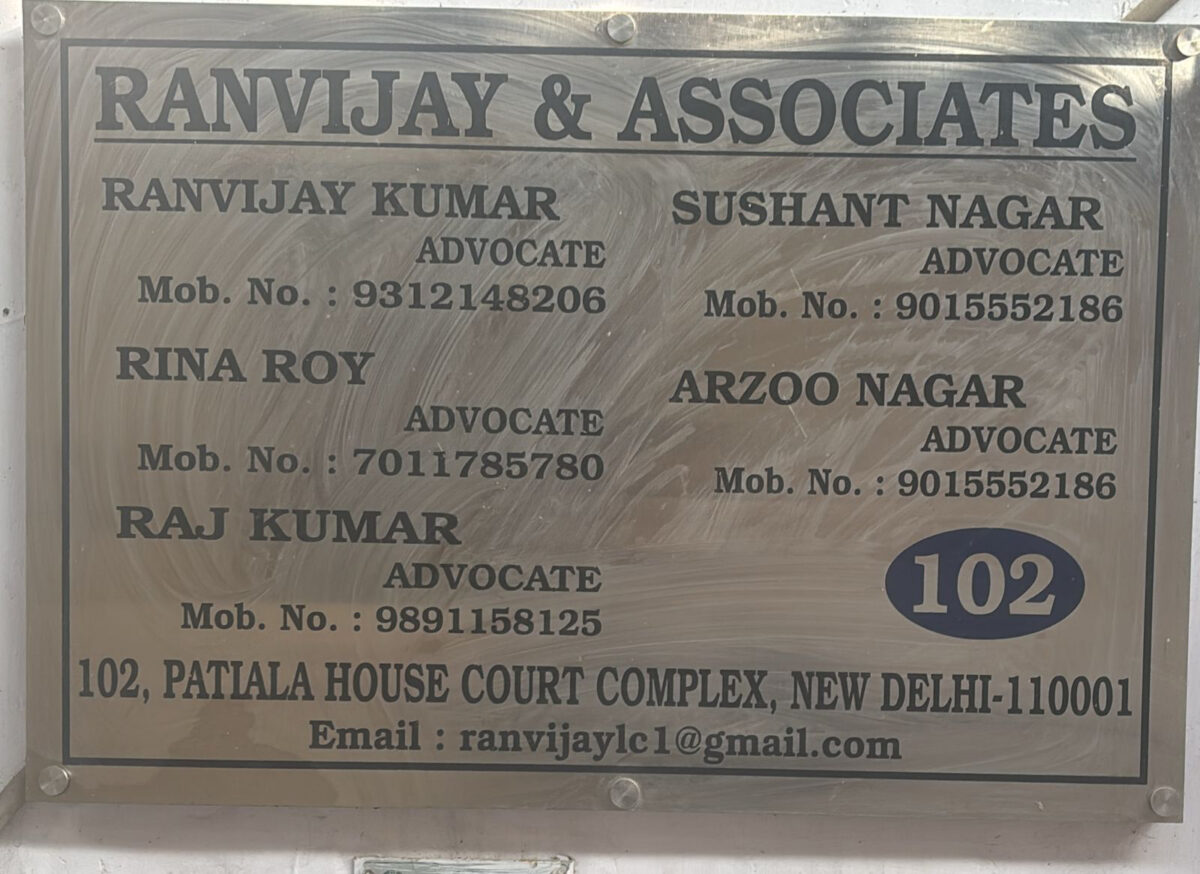 RANVIJAY & ASSOCIATES
RANVIJAY KUMAR
ADVOCATE
Mob. No. : 9312148206
RINA ROY
ADVOCATE
Mob. No. : 7011785780
RAJ KUMAR
ADVOCATE
Mob. No. : 9891158125
SUSHANT NAGAR
ADVOCATE
Mob. No. : 9015552186
ARZOO NAGAR
ADVOCATE
Mob. No. : 9015552186
102
102, PATIALA HOUSE COURT COMPLEX, NEW DELHI-110001
Email : ranvijaylc1@gmail.com